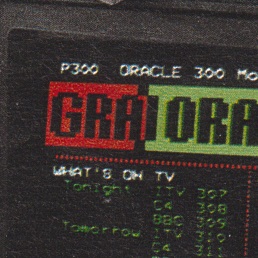 P300 ORACLE 300 Mo
GRA ORA
WHAT'S ON TV
Tonight ITV 307
C4 308
BBC 309
Tomorrow ITV 310
C4 311